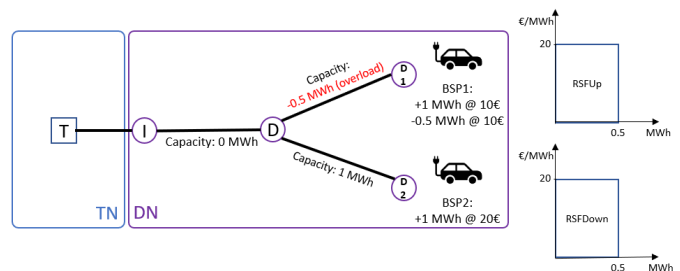 TN
DN
T
I
D
Capacity: 0 MWh
Capacity:
-0.5 MWh (overload)
Capacity: 1 MWh
D
1
D
2
BSP1:
+1 MWh @ 10€
-0.5 MWh @ 10€
BSP2:
+1 MWh @ 20€
€/MWh
20
RSFUp
0.5
MWh
€/MWh
20
RSFDown
0.5
MWh